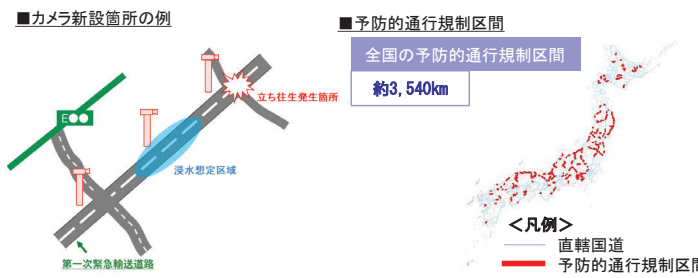 ■カメラ新設箇所の例
E●●
立ち往生発生箇所
浸水想定区域
第一次緊急輸送道路
■予防的通行規制区間
全国の予防的通行規制区間
約3,540km
＜凡例＞
直轄国道
予防的通行規制区間